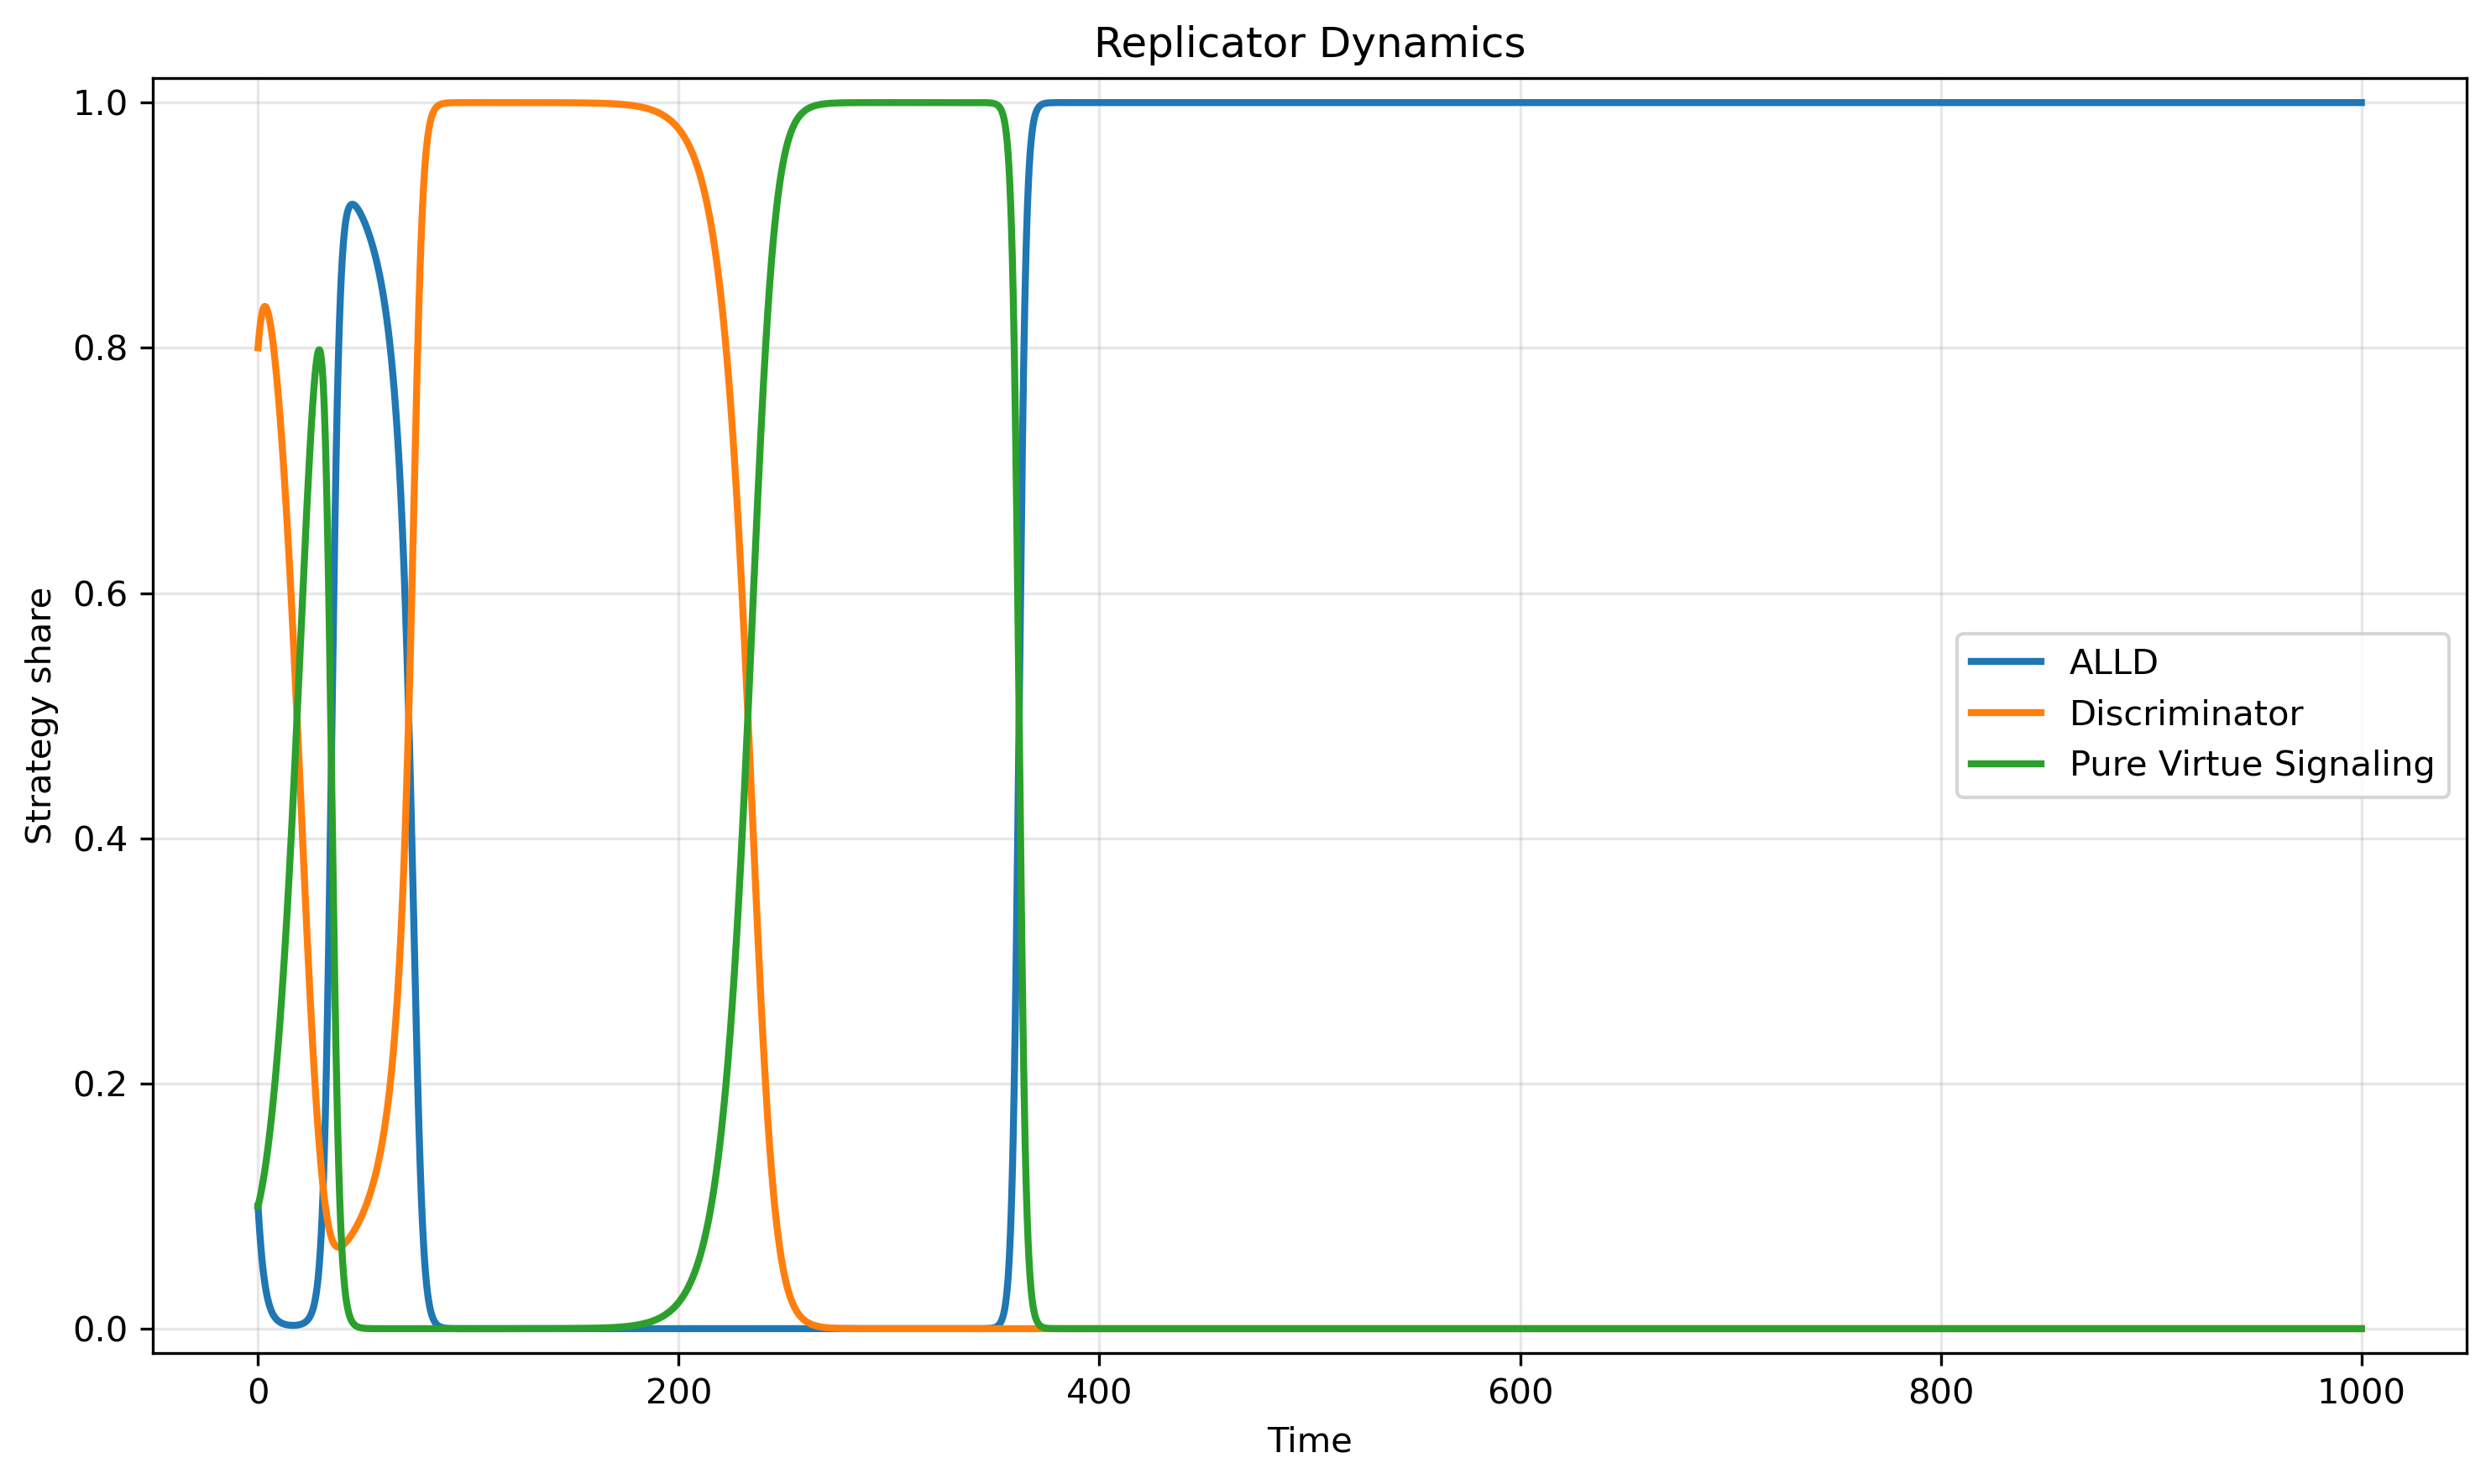 Replicator Dynamics
1.0
0.8
0.6
0.4
0.2
0.0
Strategy share
ALLD
Discriminator
Pure Virtue Signaling
0 200 400 600 800 1000
Time